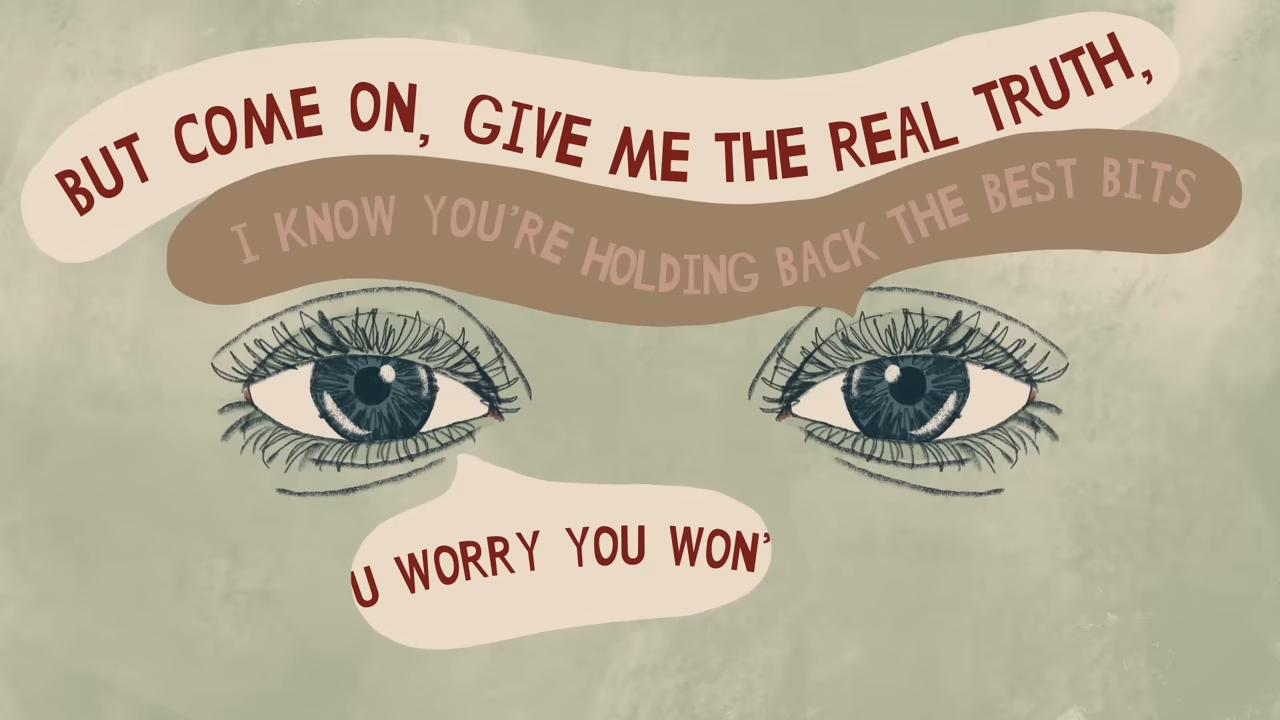 BUT COME ON, GIVE ME THE REAL TRUTH,
I KNOW YOU'RE HOLDING BACK THE BEST BITS
U WORRY YOU WON'